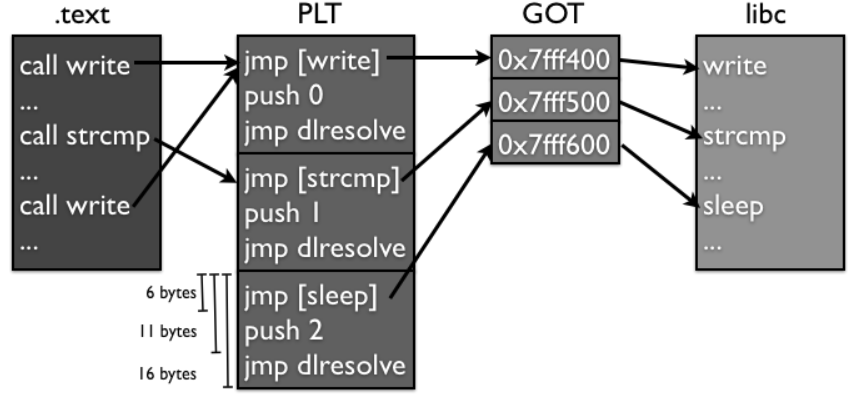 .text
call write
...
call strcmp
...
call write
...
PLT
jmp [write]
push 0
jmp dlresolve
jmp [strcmp]
push 1
jmp dlresolve
jmp [sleep]
push 2
jmp dlresolve
6 bytes
11 bytes
16 bytes
GOT
0x7fff400
0x7fff500
0x7fff600
libc
write
...
strcmp
...
sleep
...